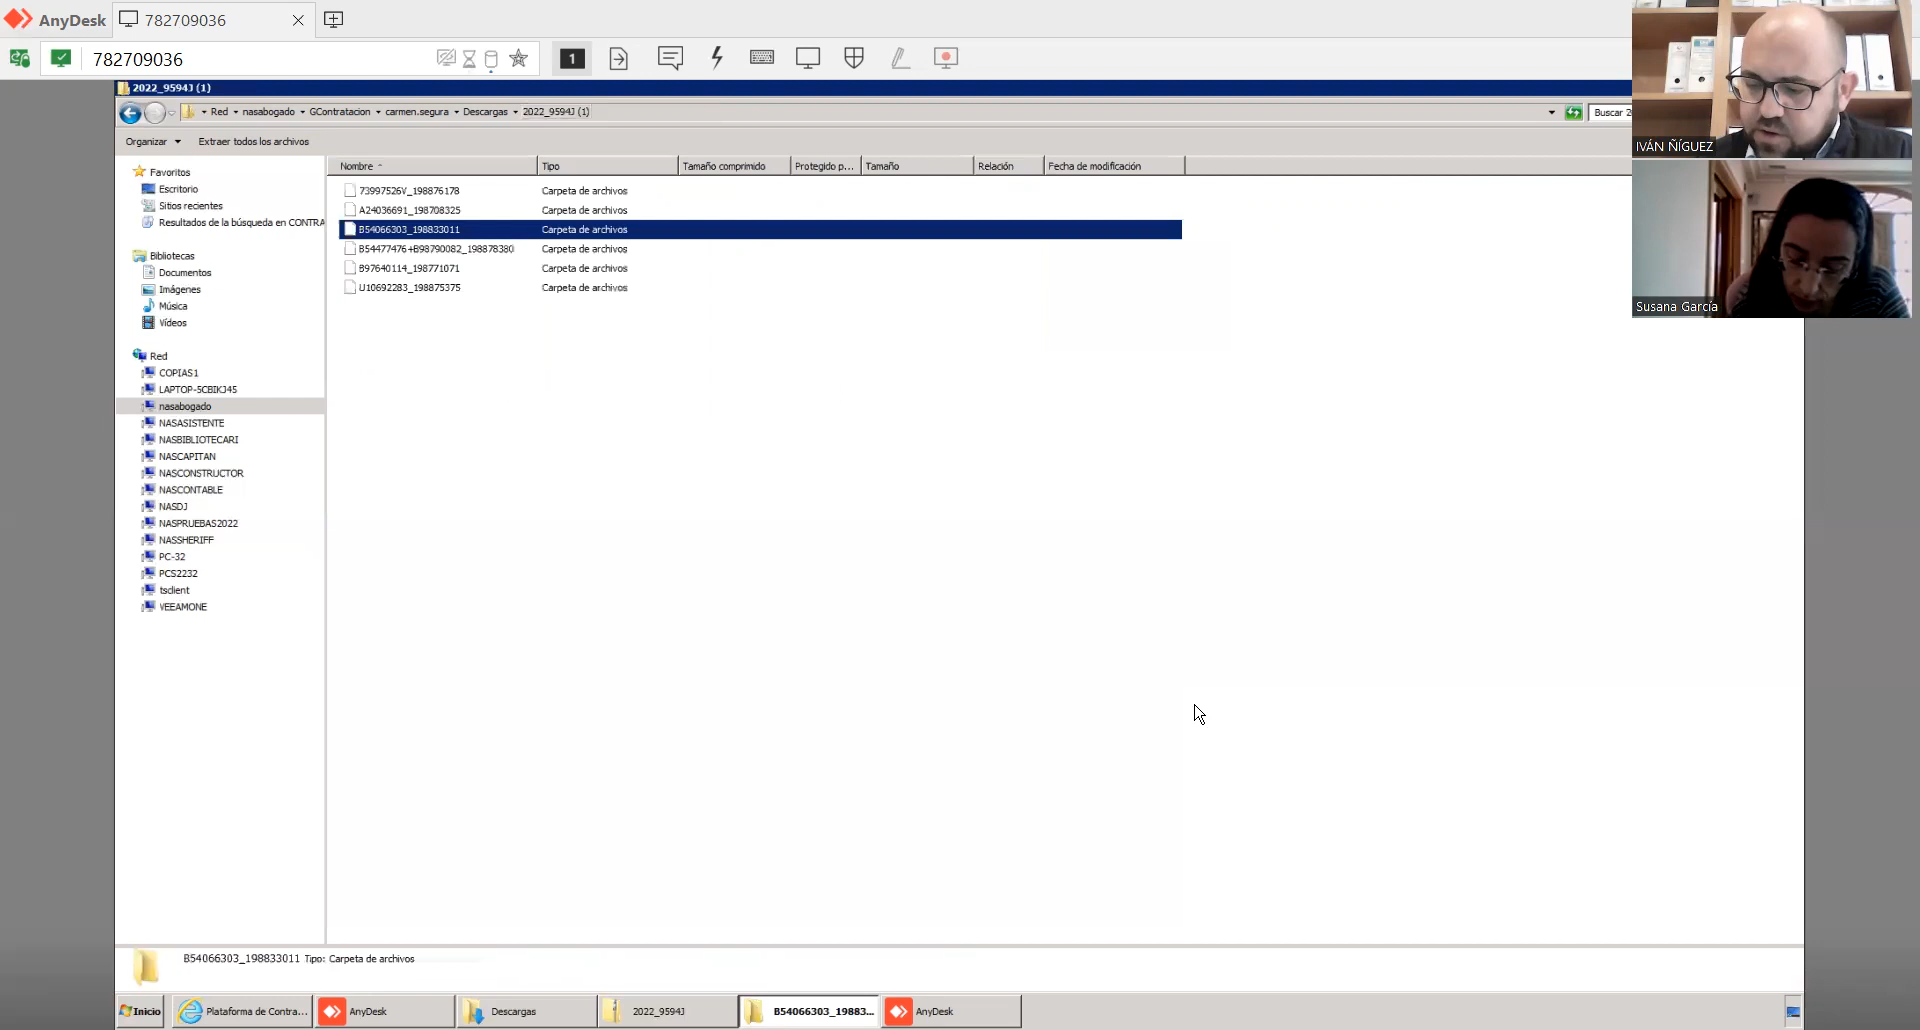 AnyDesk
782709036
782709036
1
2022_9594J (1)
Red
nasabogado
GContratacion
carmen.segura
Descargas
2022_9594J (1)
Buscar 2
Organizar
Extraer todos los archivos
Favoritos
Escritorio
Sitios recientes
Resultados de la búsqueda en CONTRA
Bibliotecas
Documentos
Imágenes
Música
Vídeos
Red
COPIAS1
LAPTOP-5CBIKJ45
nasabogado
NASASISTENTE
NASBIBLIOTECARI
NASCAPITAN
NASCONSTRUCTOR
NASCONTABLE
NASDJ
NASPRUEBAS2022
NASSHERIFF
PC-32
PCS2232
tsclient
VEEAMONE
Nombre
Tipo
Tamaño comprimido
Protegido p...
Tamaño
Relación
Fecha de modificación
73997526V_198876178 Carpeta de archivos
A24036691_198708325 Carpeta de archivos
B54066303_198833011 Carpeta de archivos
B54477476+B98790082_198878380 Carpeta de archivos
B97640114_198771071 Carpeta de archivos
U10692283_198875375 Carpeta de archivos
IVÁN ÑÍGUEZ
Susana García
B54066303_198833011 Tipo: Carpeta de archivos
Inicio
Plataforma de Contra...
AnyDesk
Descargas
2022_9594J
B54066303_19883...
AnyDesk